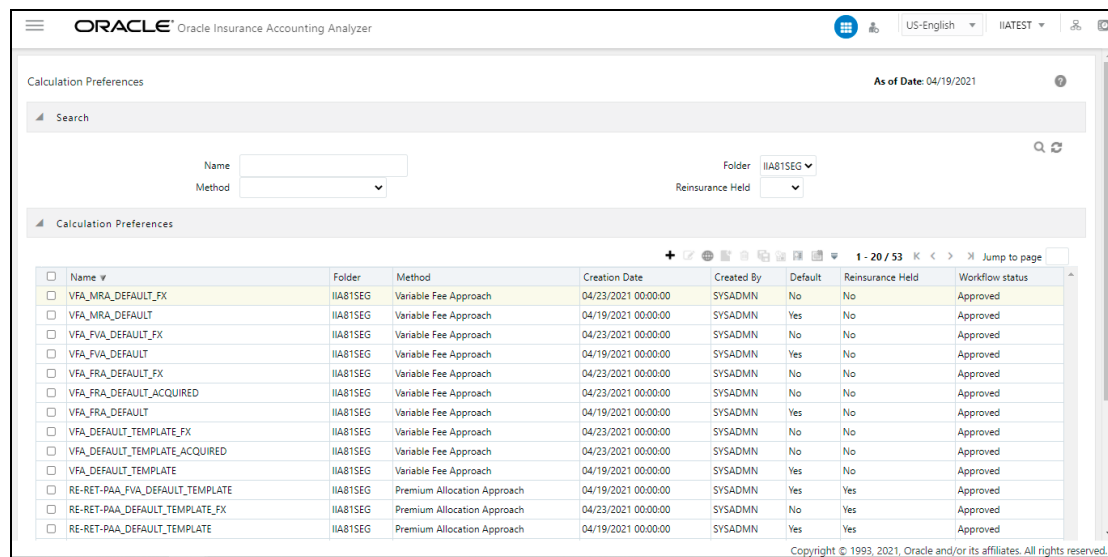 ORACLE Oracle Insurance Accounting Analyzer US-English IIATEST
Calculation Preferences As of Date: 04/19/2021
Search
Name Folder IIA81SEG
Method Reinsurance Held
Calculation Preferences
1 - 20 / 53 Jump to page
Name Folder Method Creation Date Created By Default Reinsurance Held Workflow status
VFA_MRA_DEFAULT_FX IIA81SEG Variable Fee Approach 04/23/2021 00:00:00 SYSADMN No No Approved
VFA_MRA_DEFAULT IIA81SEG Variable Fee Approach 04/19/2021 00:00:00 SYSADMN Yes No Approved
VFA_FVA_DEFAULT_FX IIA81SEG Variable Fee Approach 04/23/2021 00:00:00 SYSADMN No No Approved
VFA_FVA_DEFAULT IIA81SEG Variable Fee Approach 04/19/2021 00:00:00 SYSADMN Yes No Approved
VFA_FRA_DEFAULT_FX IIA81SEG Variable Fee Approach 04/23/2021 00:00:00 SYSADMN No No Approved
VFA_FRA_DEFAULT_ACQUIRED IIA81SEG Variable Fee Approach 04/23/2021 00:00:00 SYSADMN No No Approved
VFA_FRA_DEFAULT IIA81SEG Variable Fee Approach 04/19/2021 00:00:00 SYSADMN Yes No Approved
VFA_DEFAULT_TEMPLATE_FX IIA81SEG Variable Fee Approach 04/23/2021 00:00:00 SYSADMN No No Approved
VFA_DEFAULT_TEMPLATE_ACQUIRED IIA81SEG Variable Fee Approach 04/23/2021 00:00:00 SYSADMN No No Approved
VFA_DEFAULT_TEMPLATE IIA81SEG Variable Fee Approach 04/19/2021 00:00:00 SYSADMN Yes No Approved
RE-RET-PAA_FVA_DEFAULT_TEMPLATE IIA81SEG Premium Allocation Approach 04/19/2021 00:00:00 SYSADMN Yes Yes Approved
RE-RET-PAA_DEFAULT_TEMPLATE_FX IIA81SEG Premium Allocation Approach 04/23/2021 00:00:00 SYSADMN No Yes Approved
RE-RET-PAA_DEFAULT_TEMPLATE IIA81SEG Premium Allocation Approach 04/19/2021 00:00:00 SYSADMN Yes Yes Approved
Copyright © 1993, 2021, Oracle and/or its affiliates. All rights reserved.